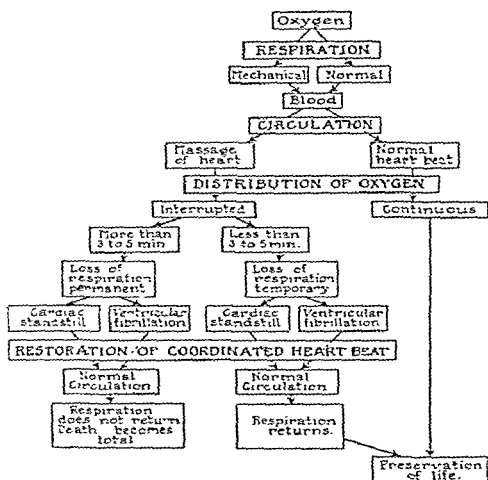 Oxygen
RESPIRATION
Mechanical
Normal
Blood
CIRCULATION
Massage
of heart
Normal
heart beat
DISTRIBUTION OF OXYGEN
Interrupted
Continuous
More than
3 to 5 min
Less than
3 to 5 min.
Loss of
respiration
permanent
Loss of
respiration
temporary
Cardiac
standstill
Ventricular
fibrillation
Cardiac
standstill
Ventricular
fibrillation
RESTORATION OF COORDINATED HEART BEAT
Normal
Circulation
Normal
Circulation
Respiration
does not return
Death becomes
total
Respiration
returns.
Preservation
of life.